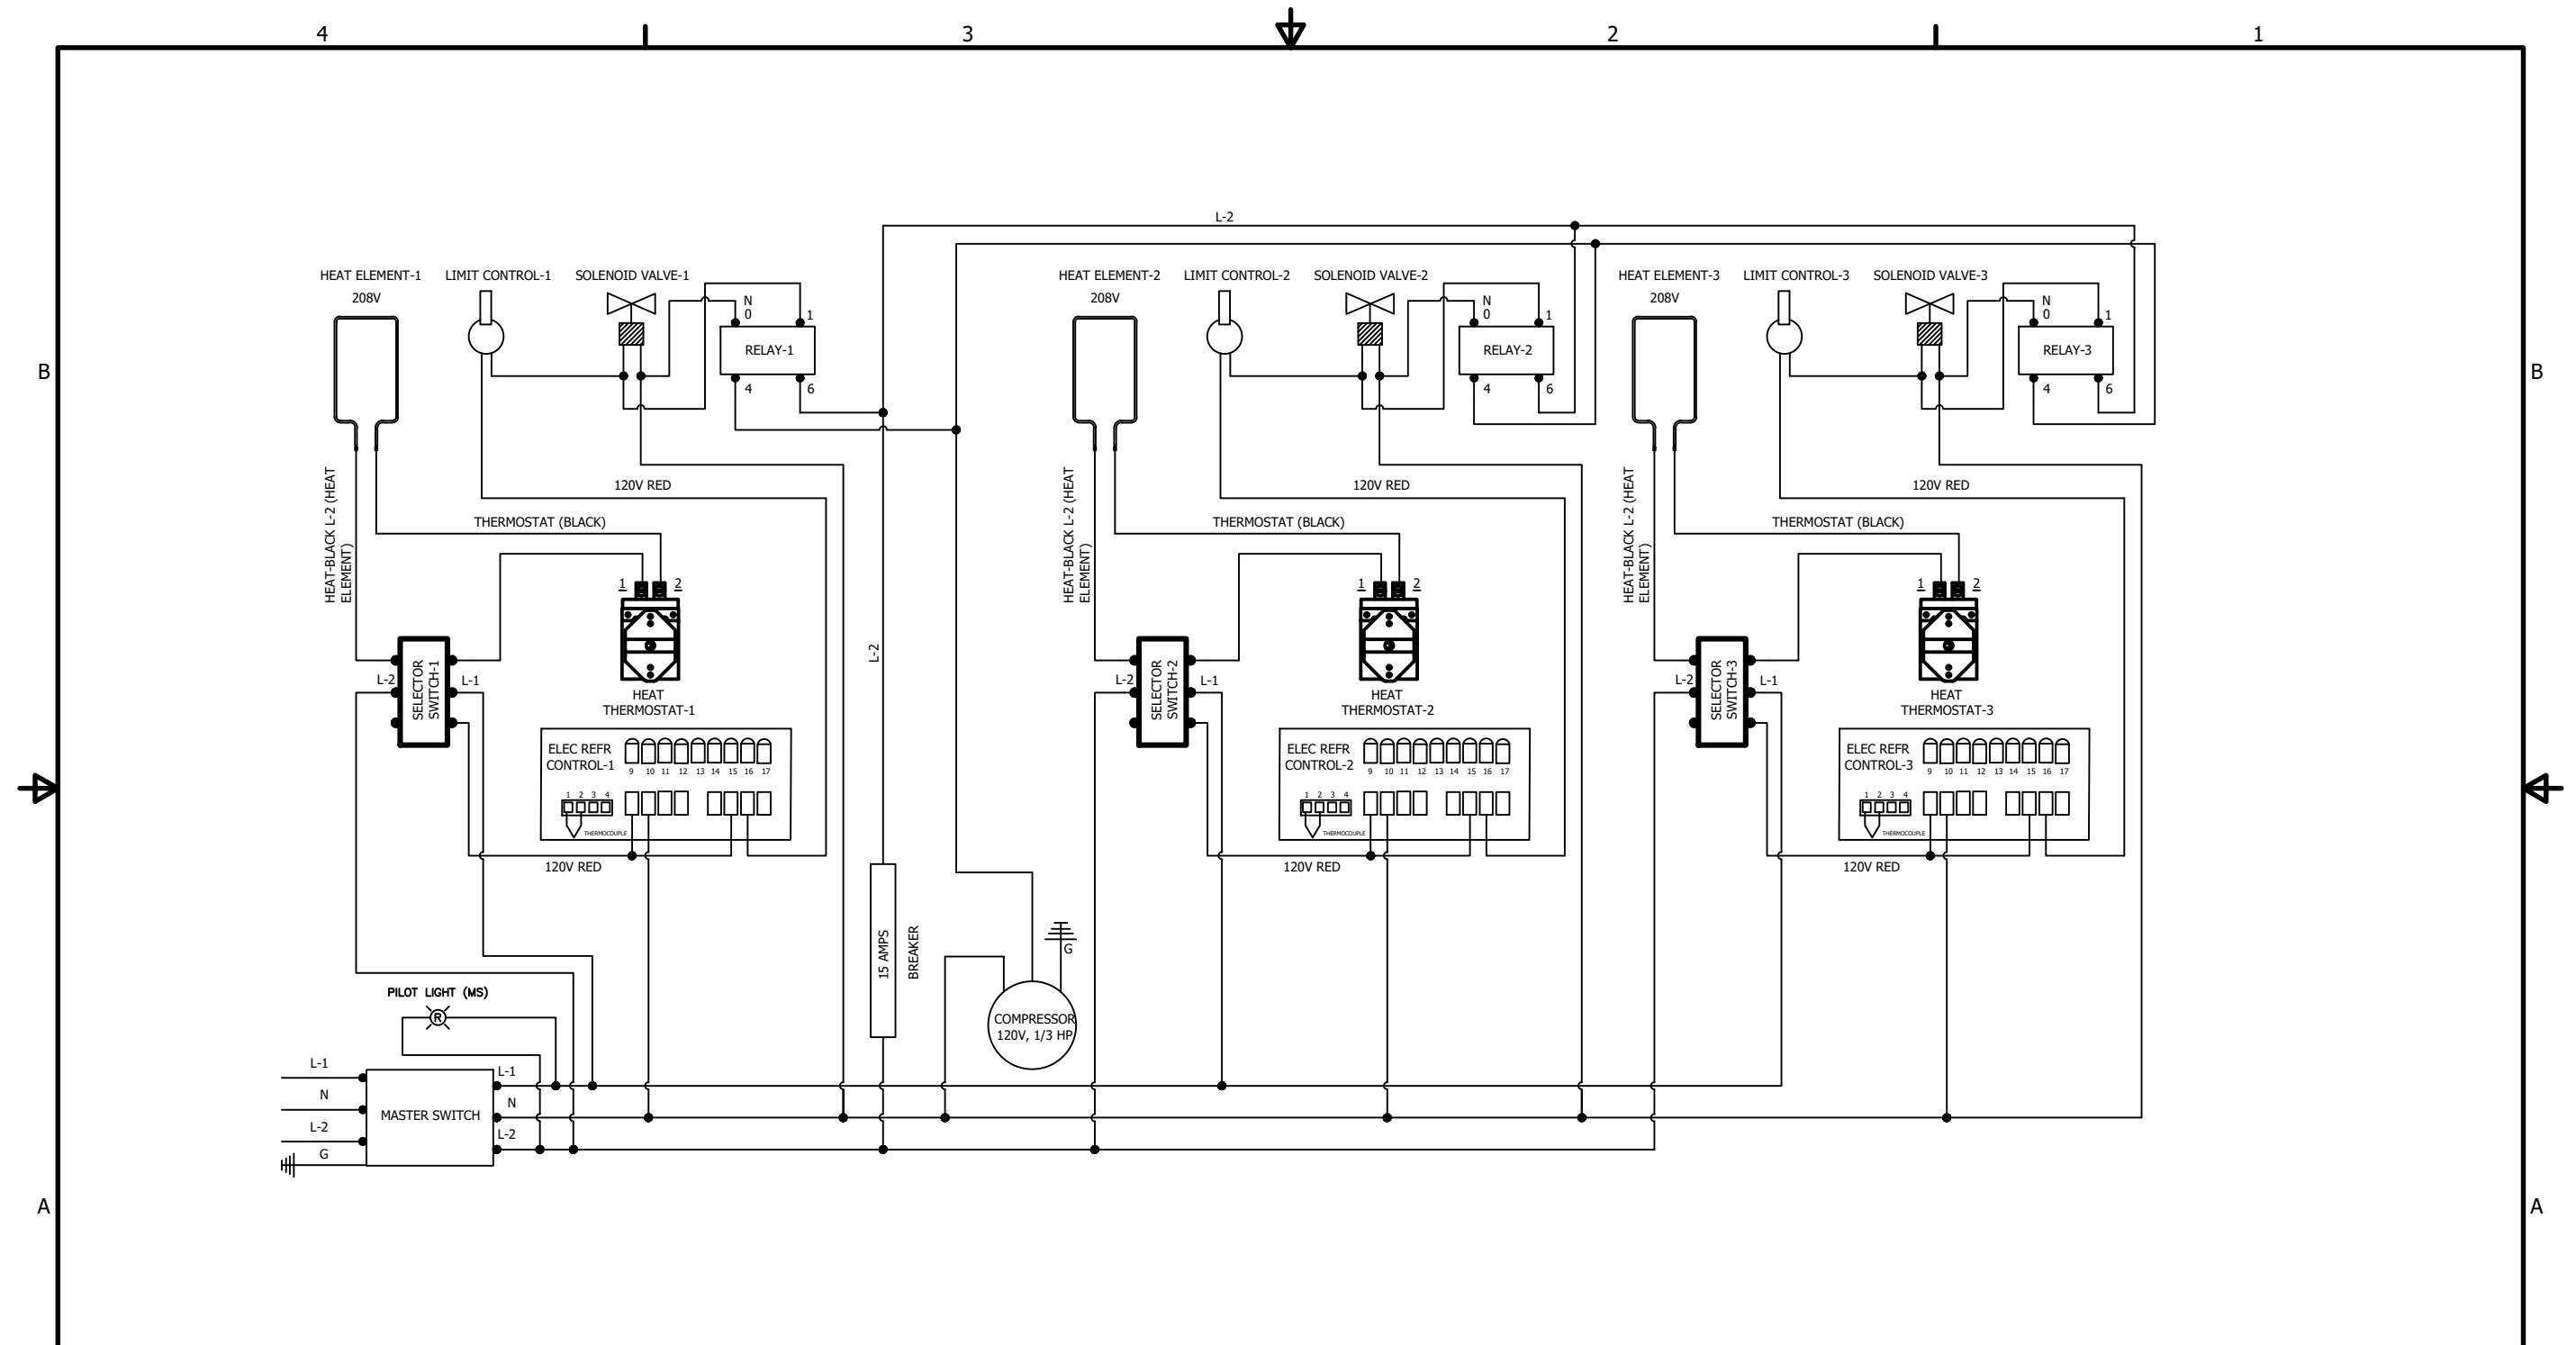 4 3 2 1
L-2
HEAT ELEMENT-1 LIMIT CONTROL-1 SOLENOID VALVE-1 HEAT ELEMENT-2 LIMIT CONTROL-2 SOLENOID VALVE-2 HEAT ELEMENT-3 LIMIT CONTROL-3 SOLENOID VALVE-3
208V 208V 208V
N N N
0 1 0 1 0 1
RELAY-1 RELAY-2 RELAY-3
B B
4 6 4 6 4 6
120V RED 120V RED 120V RED
HEAT-BLACK L-2 (HEAT
ELEMENT)
HEAT-BLACK L-2 (HEAT
ELEMENT)
HEAT-BLACK L-2 (HEAT
ELEMENT)
THERMOSTAT (BLACK) THERMOSTAT (BLACK) THERMOSTAT (BLACK)
1 2 1 2 1 2
L-2
SELECTOR
SWITCH-1
SELECTOR
SWITCH-2
SELECTOR
SWITCH-3
L-2 L-1 L-2 L-1 L-2 L-1
HEAT
THERMOSTAT-1
HEAT
THERMOSTAT-2
HEAT
THERMOSTAT-3
ELEC REFR
CONTROL-1
9 10 11 12 13 14 15 16 17
1 2 3 4
THERMOCOUPLE
120V RED
ELEC REFR
CONTROL-2
9 10 11 12 13 14 15 16 17
1 2 3 4
THERMOCOUPLE
120V RED
ELEC REFR
CONTROL-3
9 10 11 12 13 14 15 16 17
1 2 3 4
THERMOCOUPLE
120V RED
15 AMPS
BREAKER
G
COMPRESSOR
120V, 1/3 HP
PILOT LIGHT (MS)
R
L-1 L-1
N N
MASTER SWITCH
L-2 L-2
G
A A